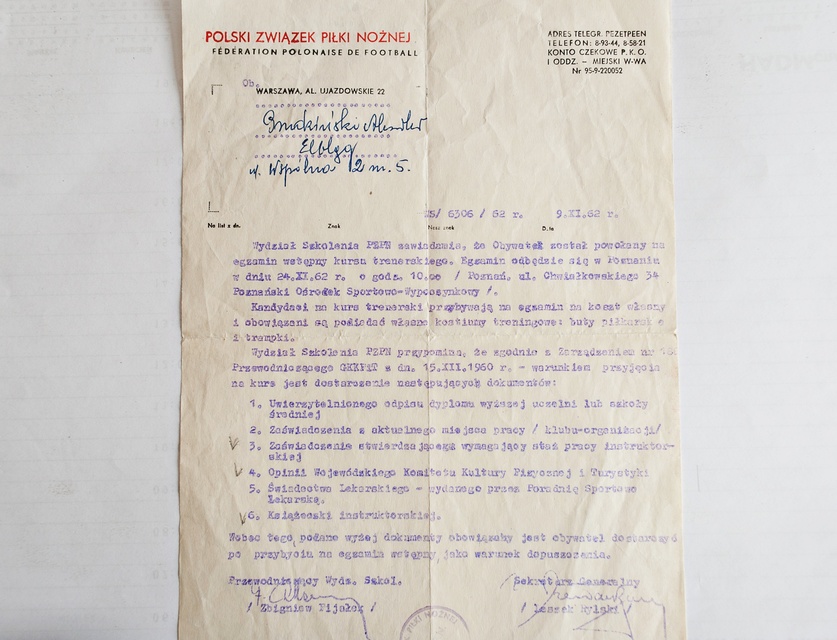 POLSKI ZWIĄZEK PIŁKI NOŻNEJ
FÉDÉRATION POLONAISE DE FOOTBALL
ADRES TELEGR. PEZETPEEN
TELEFON: 8-93-44, 8-58-21
KONTO CZEKOWE P. K. O.
I ODDZ. – MIEJSKI W-WA
Nr 95-9-220052
Ob.
WARSZAWA, AL. UJAZDOWSKIE 22
Elbląg
ul. Wspólna 12 m. 5.
/ 6306 / 62 r. 9.XI.62 r.
Na list z dn. Znak Nasz znak Data
Wydział Szkolenia PZPN zawiadamia, że Obywatel został powołany na
egzamin wstępny kursu trenerskiego. Egzamin odbędzie się w Poznaniu
w dniu 24.XI.62 r. o godz. 10.oo / Poznań, ul. Chwiałkowskiego 34
Poznański Ośrodek Sportowo-Wypoczynkowy /.
Kandydaci na kurs trenerski przybywają na egzamin na koszt własny
i obowiązani są posiadać własne kostiumy treningowe: buty piłkarskie
i trampki.
Wydział Szkolenia PZPN przypomina, że zgodnie z Zarządzeniem nr
Przewodniczącego GKKFiT z dn. 15.XII.1960 r. – warunkiem przyjęcia
na kurs jest dostarczenie następujących dokumentów:
1. Uwierzytelnionego odpisu dyplomu wyższej uczelni lub szkoły
średniej
2. Zaświadczenia z aktualnego miejsca pracy / klubu-organizacji/
3. Zaświadczenie stwierdzającego wymagający staż pracy instruktor-
skiej
4. Opinii Wojewódzkiego Komitetu Kultury Fizycznej i Turystyki
5. Świadectwa Lekarskiego – wydanego przez Poradnię Sportowo
Lekarską.
6. Książeczki instruktorskiej.
Wobec tego, podane wyżej dokumenty obowiązany jest obywatel dostarczyć
po przybyciu na egzamin wstępny, jako warunek dopuszczenia.
Przewodniczący Wydz. Szkol. Sekretarz Generalny
/ Zbigniew Fijałek / / Leszek Rylski /
PIŁKI NOŻNEJ